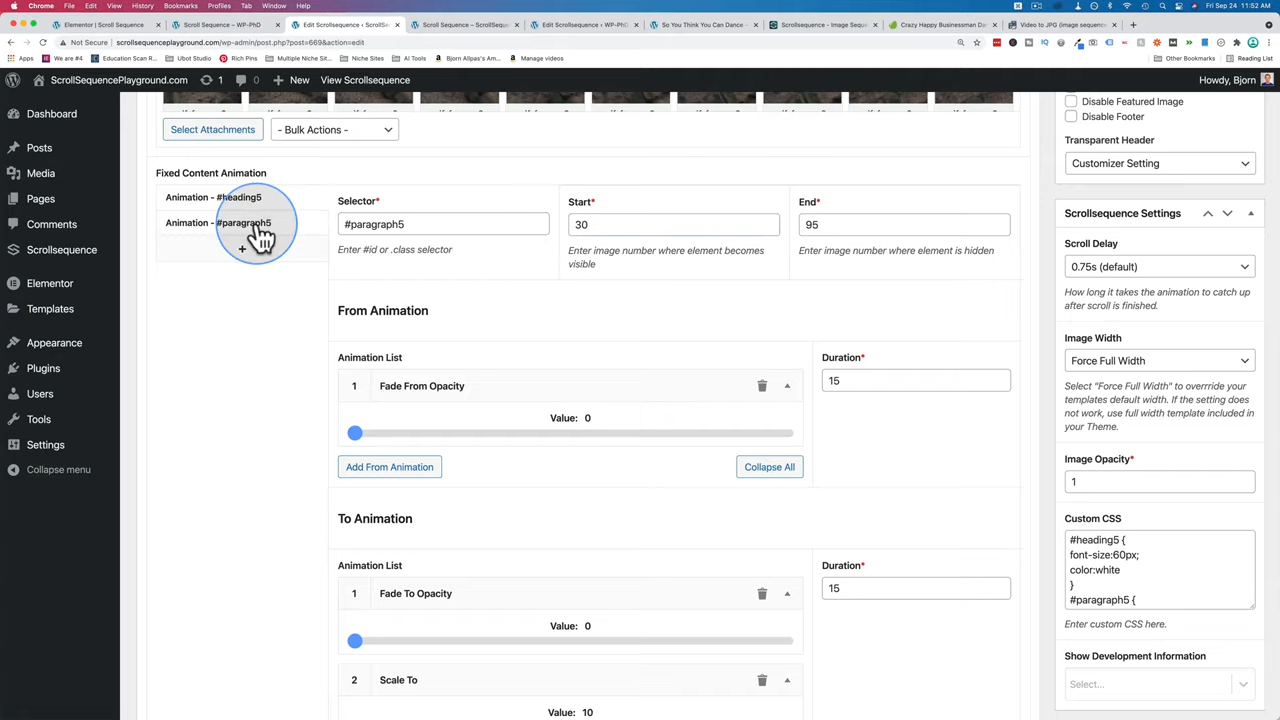 Chrome File Edit View History Bookmarks Profiles Tab Window Help
Fri Sep 24 11:52 AM
Elementor | Scroll Sequence
Scroll Sequence – WP-PhD
Edit Scrollsequence < ScrollS
Scroll Sequence – ScrollSeq
Edit Scrollsequence < WP-PhD
So You Think You Can Dance –
Scrollsequence – Image Sequ
Crazy Happy Businessman Da
Video to JPG (image sequence
Not Secure | scrollsequenceplayground.com/wp-admin/post.php?post=669&action=edit
Apps
We are #4
Education Scan R
Ubot Studio
Rich Pins
Multiple Niche Sit...
Niche Sites
AI Tools
Bjorn Allpas's Am...
Manage videos
Other Bookmarks
Reading List
ScrollSequencePlayground.com
1
0
New
View Scrollsequence
Howdy, Bjorn
Dashboard
Posts
Media
Pages
Comments
Scrollsequence
Elementor
Templates
Appearance
Plugins
Users
Tools
Settings
Collapse menu
Select Attachments
- Bulk Actions -
Fixed Content Animation
Animation - #heading5
Animation - #paragraph5
+
Selector*
#paragraph5
Enter #id or .class selector
Start*
30
Enter image number where element becomes
visible
End*
95
Enter image number where element is hidden
From Animation
Animation List
1 Fade From Opacity
Value: 0
Add From Animation
Collapse All
Duration*
15
To Animation
Animation List
1 Fade To Opacity
Value: 0
2 Scale To
Value: 10
Duration*
15
Disable Featured Image
Disable Footer
Transparent Header
Customizer Setting
Scrollsequence Settings
Scroll Delay
0.75s (default)
How long it takes the animation to catch up
after scroll is finished.
Image Width
Force Full Width
Select "Force Full Width" to overrride your
templates default width. If the setting does
not work, use full width template included in
your Theme.
Image Opacity*
1
Custom CSS
#heading5 {
font-size:60px;
color:white
}
#paragraph5 {
Enter custom CSS here.
Show Development Information
Select...